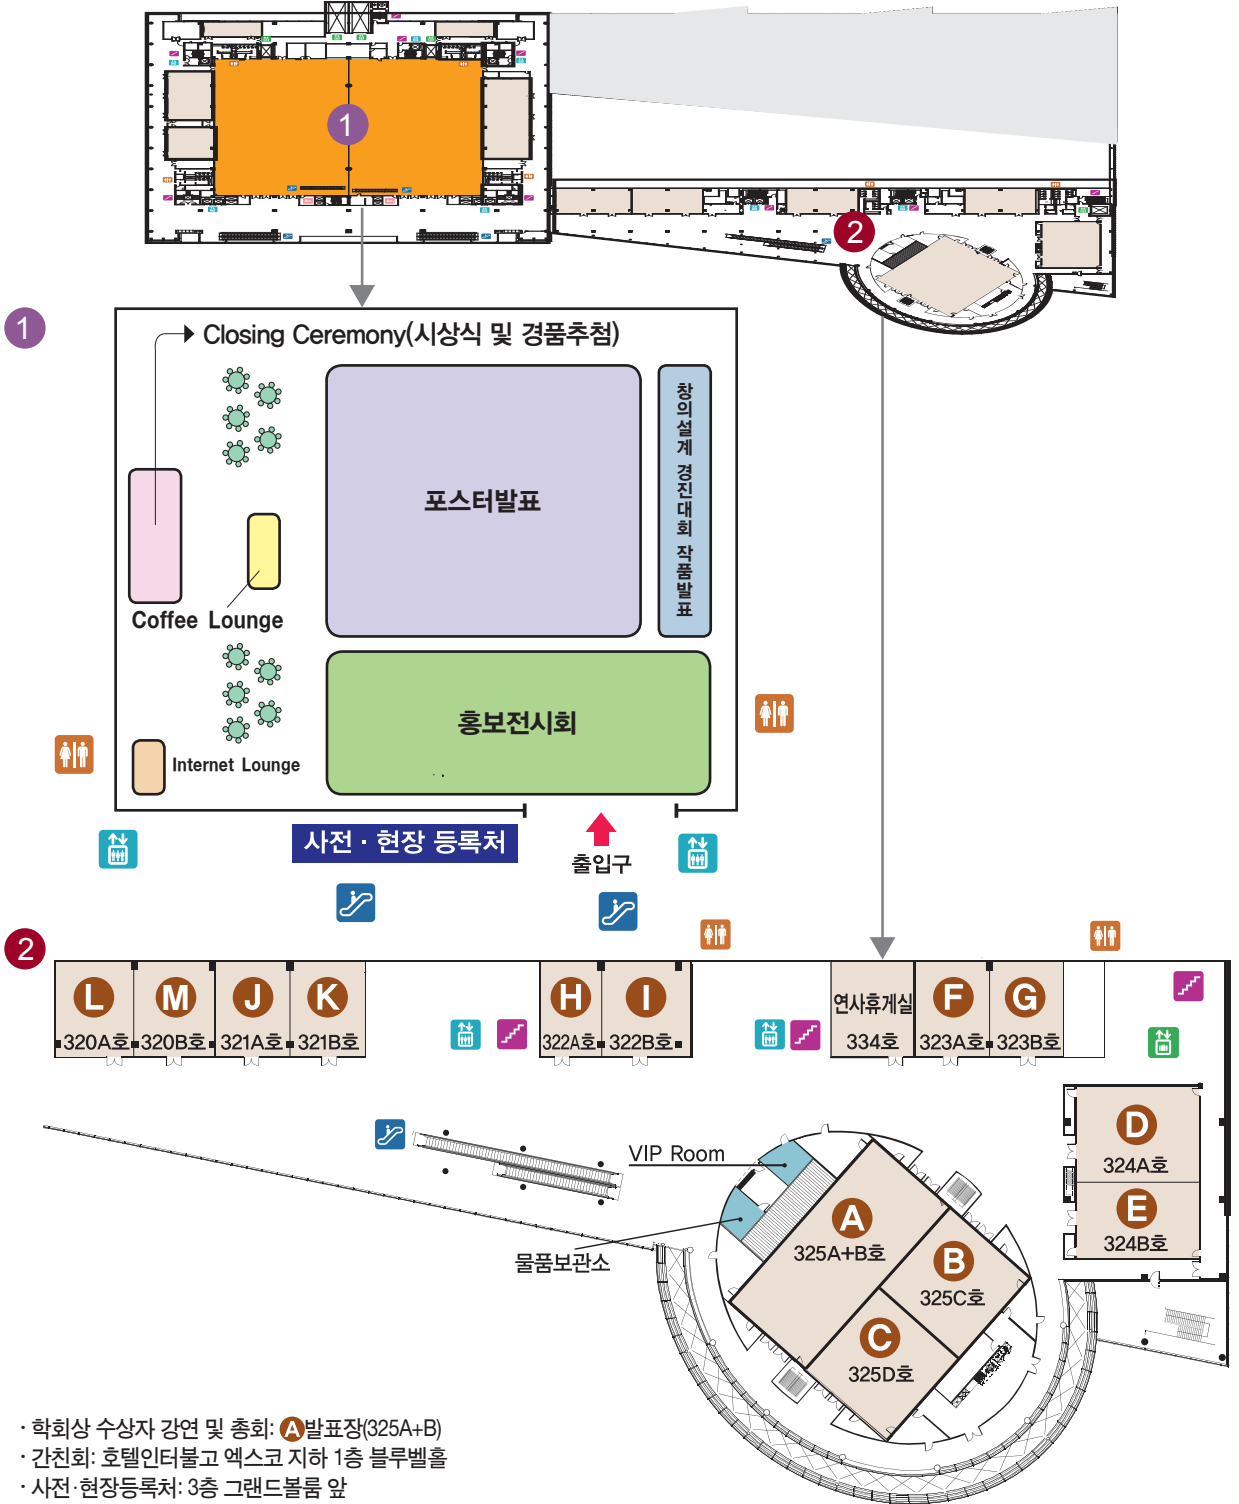 1
2
1
Closing Ceremony(시상식 및 경품추첨)
창의설계 경진대회 작품발표
포스터발표
Coffee Lounge
홍보전시회
Internet Lounge
사전 · 현장 등록처
출입구
2
L M J K H I 연사휴게실 F G
320A호 320B호 321A호 321B호 322A호 322B호 334호 323A호 323B호
D
324A호
VIP Room
E
324B호
A
325A+B호
물품보관소
B
325C호
C
325D호
· 학회상 수상자 강연 및 총회: A발표장(325A+B)
· 간친회: 호텔인터불고 엑스코 지하 1층 블루벨홀
· 사전·현장등록처: 3층 그랜드볼룸 앞